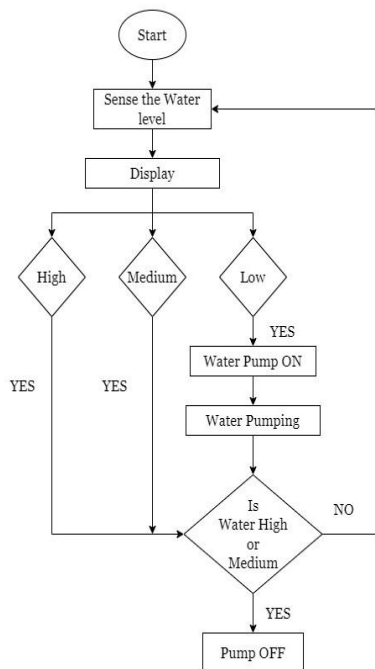 Start
Sense the Water
level
Display
High
Medium
Low
YES
Water Pump ON
YES
YES
Water Pumping
Is
Water High
or
Medium
NO
YES
Pump OFF